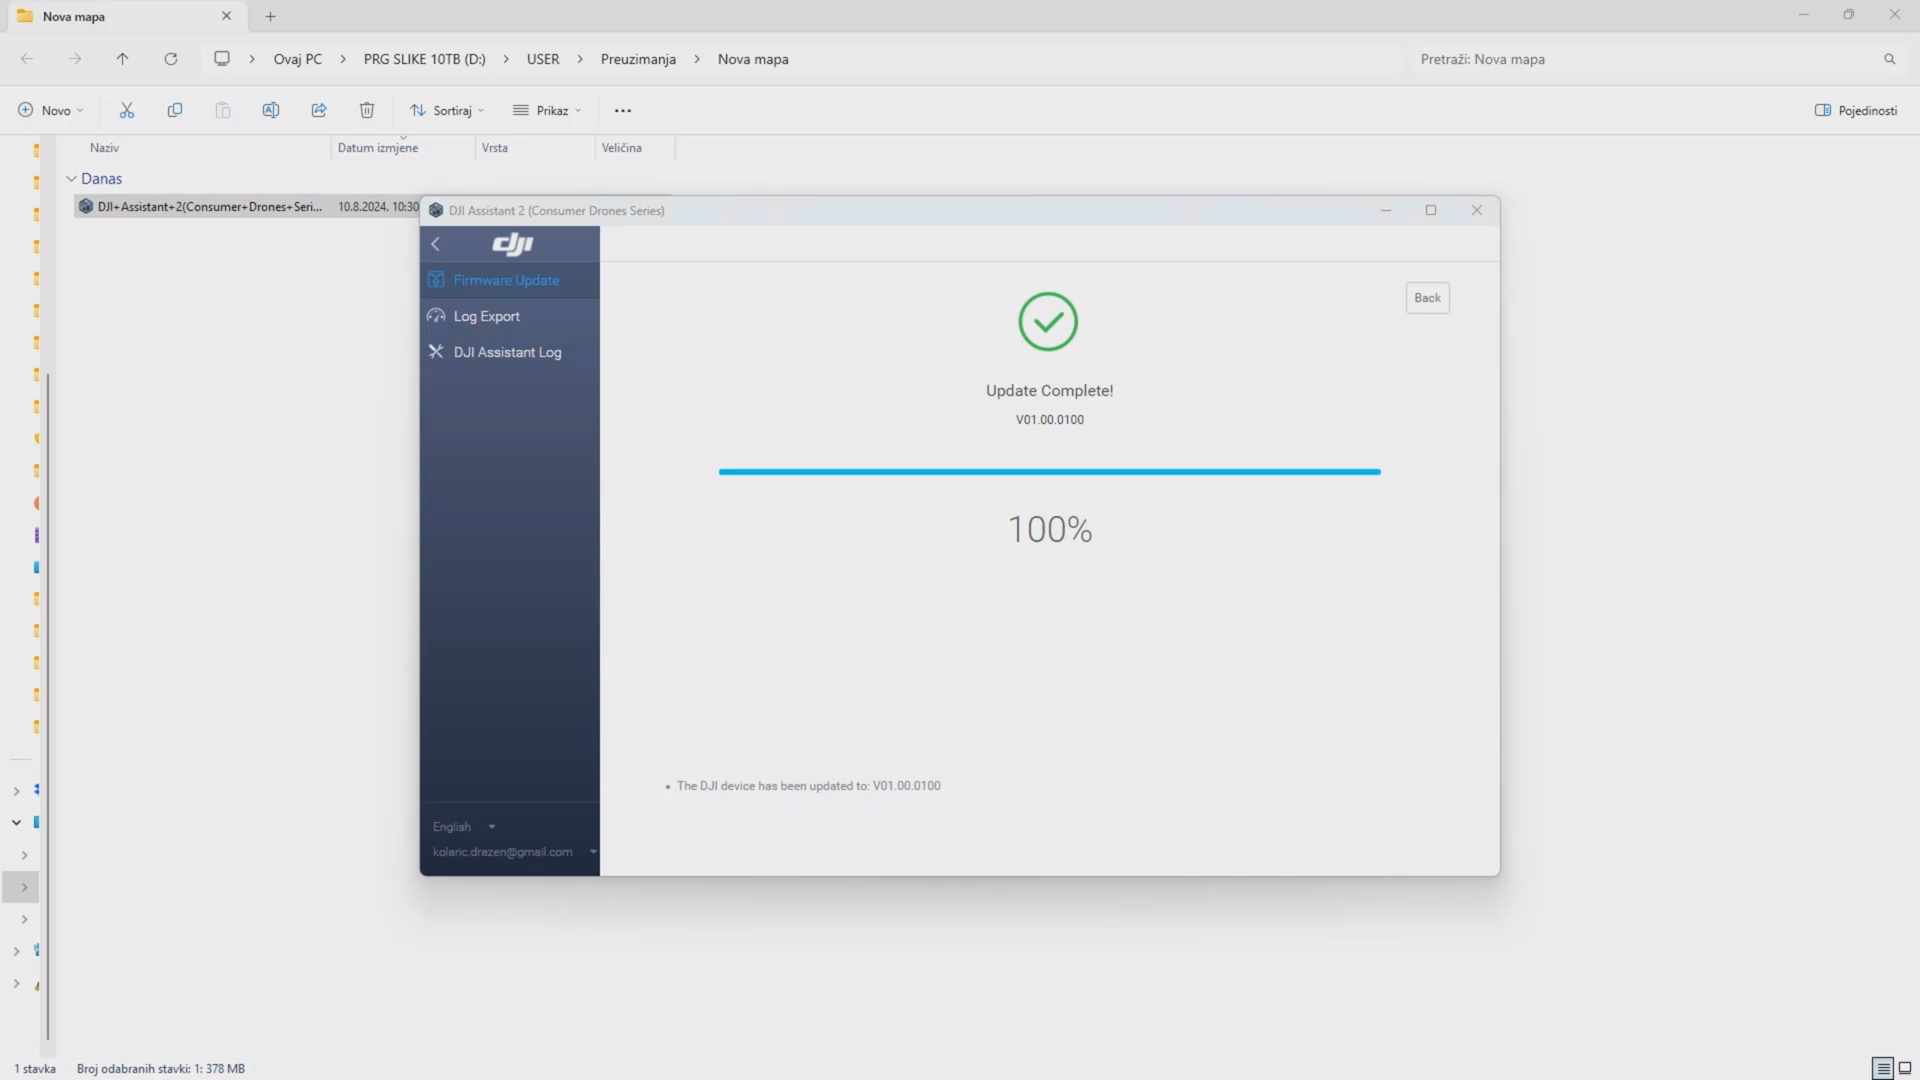 Nova mapa
Ovaj PC > PRG SLIKE 10TB (D:) > USER > Preuzimanja > Nova mapa
Pretraži: Nova mapa
Novo
Sortiraj
Prikaz
Pojedinosti
Naziv
Datum izmjene
Vrsta
Veličina
Danas
DJI+Assistant+2(Consumer+Drones+Seri...
10.8.2024. 10:30
DJI Assistant 2 (Consumer Drones Series)
dji
Firmware Update
Log Export
DJI Assistant Log
Back
Update Complete!
V01.00.0100
100%
• The DJI device has been updated to: V01.00.0100
English
kolaric.drazen@gmail.com
1 stavka
Broj odabranih stavki: 1: 378 MB